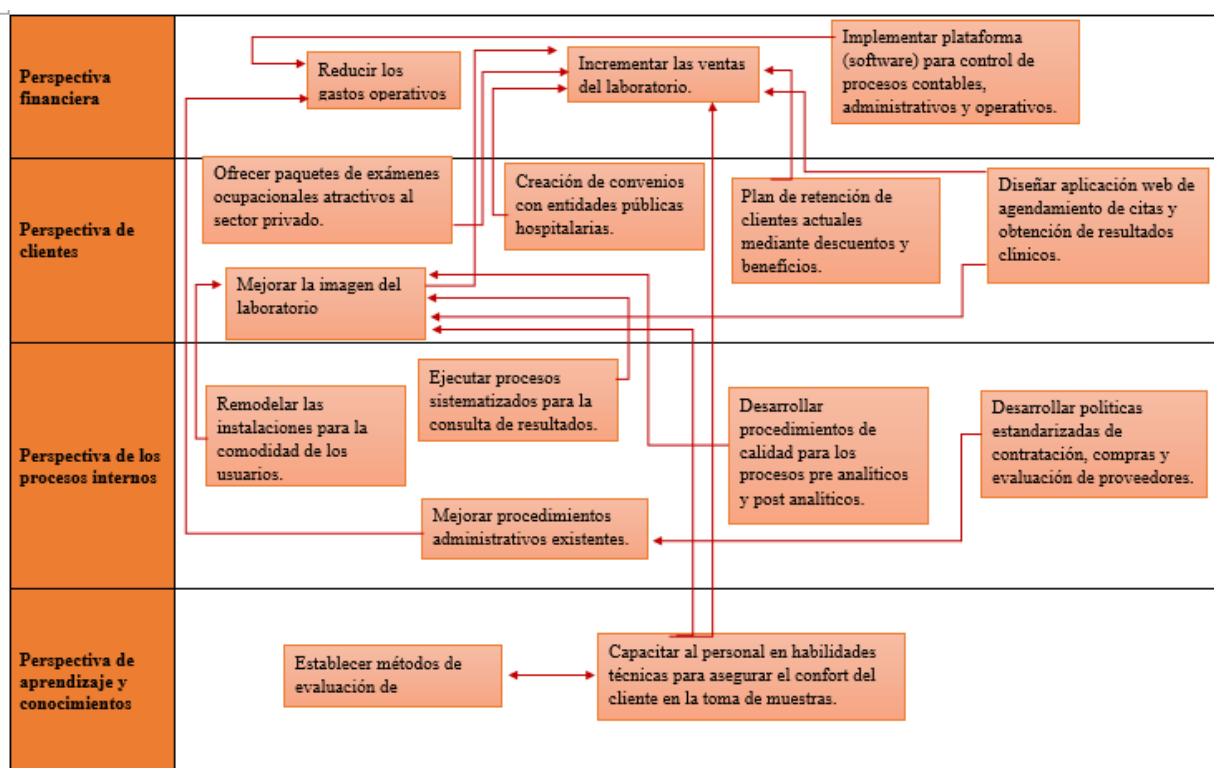 Perspectiva
financiera
Reducir los
gastos operativos
Incrementar las ventas
del laboratorio.
Implementar plataforma
(software) para control de
procesos contables,
administrativos y operativos.
Perspectiva de
clientes
Ofrecer paquetes de exámenes
ocupacionales atractivos al
sector privado.
Creación de convenios
con entidades públicas
hospitalarias.
Plan de retención de
clientes actuales
mediante descuentos y
beneficios.
Diseñar aplicación web de
agendamiento de citas y
obtención de resultados
clínicos.
Mejorar la imagen del
laboratorio
Perspectiva de los
procesos internos
Remodelar las
instalaciones para la
comodidad de los
usuarios.
Ejecutar procesos
sistematizados para la
consulta de resultados.
Desarrollar
procedimientos de
calidad para los
procesos pre analíticos
y post analíticos.
Desarrollar políticas
estandarizadas de
contratación, compras y
evaluación de proveedores.
Mejorar procedimientos
administrativos existentes.
Perspectiva de
aprendizaje y
conocimientos
Establecer métodos de
evaluación de
Capacitar al personal en habilidades
técnicas para asegurar el confort del
cliente en la toma de muestras.